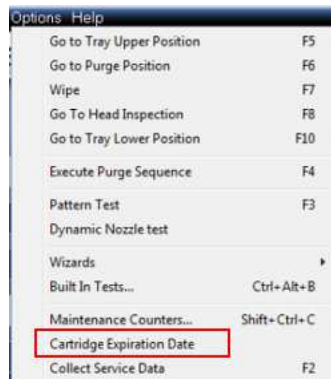 Options Help
Go to Tray Upper Position F5
Go to Purge Position F6
Wipe F7
Go To Head Inspection F8
Go to Tray Lower Position F10
Execute Purge Sequence F4
Pattern Test F3
Dynamic Nozzle test
Wizards
Built In Tests... Ctrl+Alt+B
Maintenance Counters... Shift+Ctrl+C
Cartridge Expiration Date
Collect Service Data F2